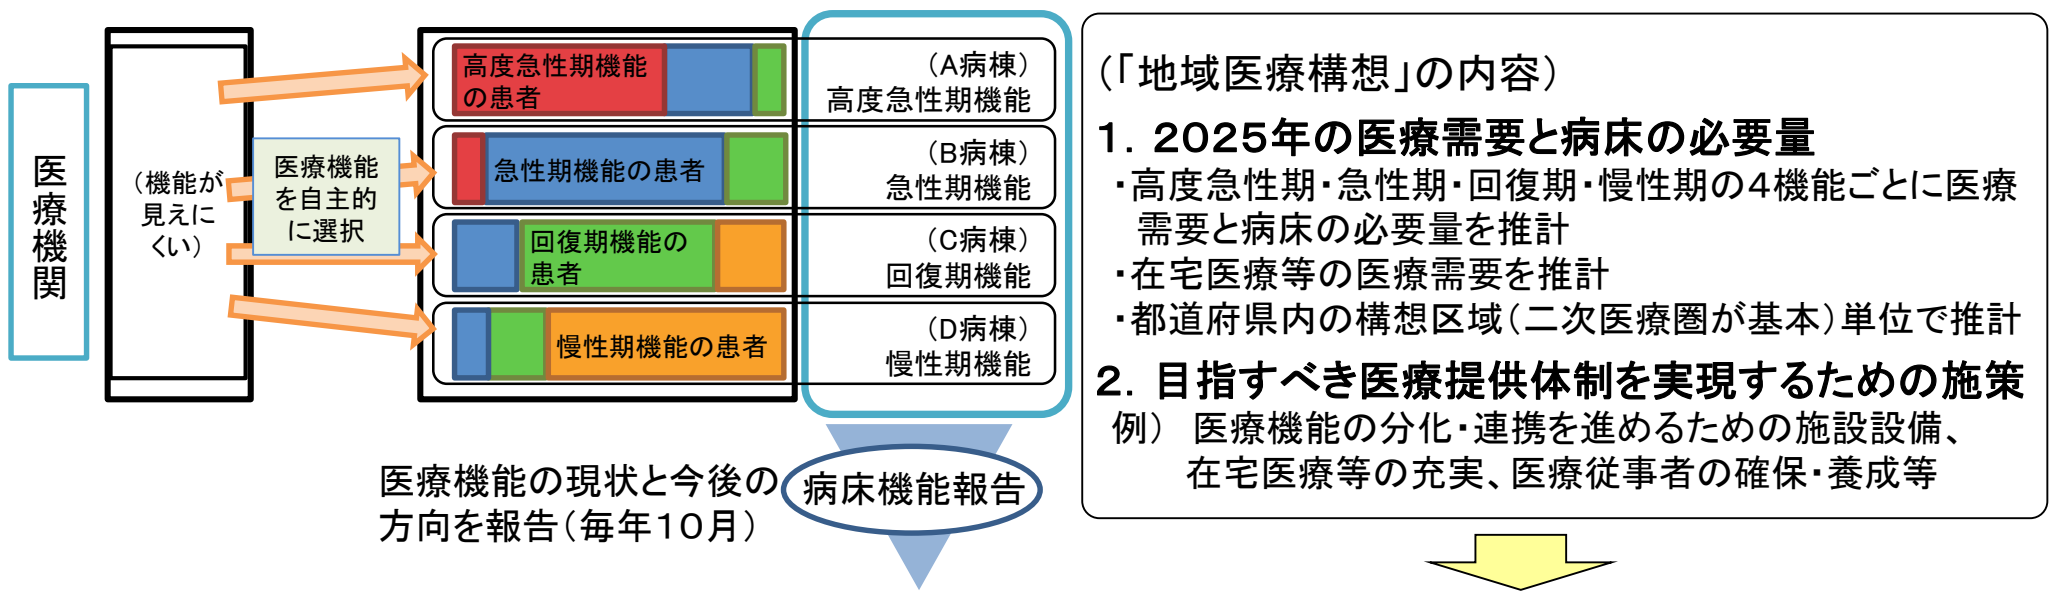 医療機関
(機能が
見えに
くい)
医療機能
を自主的
に選択
高度急性期機能
の患者
(A病棟)
高度急性期機能
急性期機能の患者
(B病棟)
急性期機能
回復期機能の
患者
(C病棟)
回復期機能
慢性期機能の患者
(D病棟)
慢性期機能
医療機能の現状と今後の
方向を報告(毎年10月)
病床機能報告
(「地域医療構想」の内容)
1. 2025年の医療需要と病床の必要量
・高度急性期・急性期・回復期・慢性期の4機能ごとに医療
需要と病床の必要量を推計
・在宅医療等の医療需要を推計
・都道府県内の構想区域(二次医療圏が基本)単位で推計
2. 目指すべき医療提供体制を実現するための施策
例) 医療機能の分化・連携を進めるための施設設備、
在宅医療等の充実、医療従事者の確保・養成等